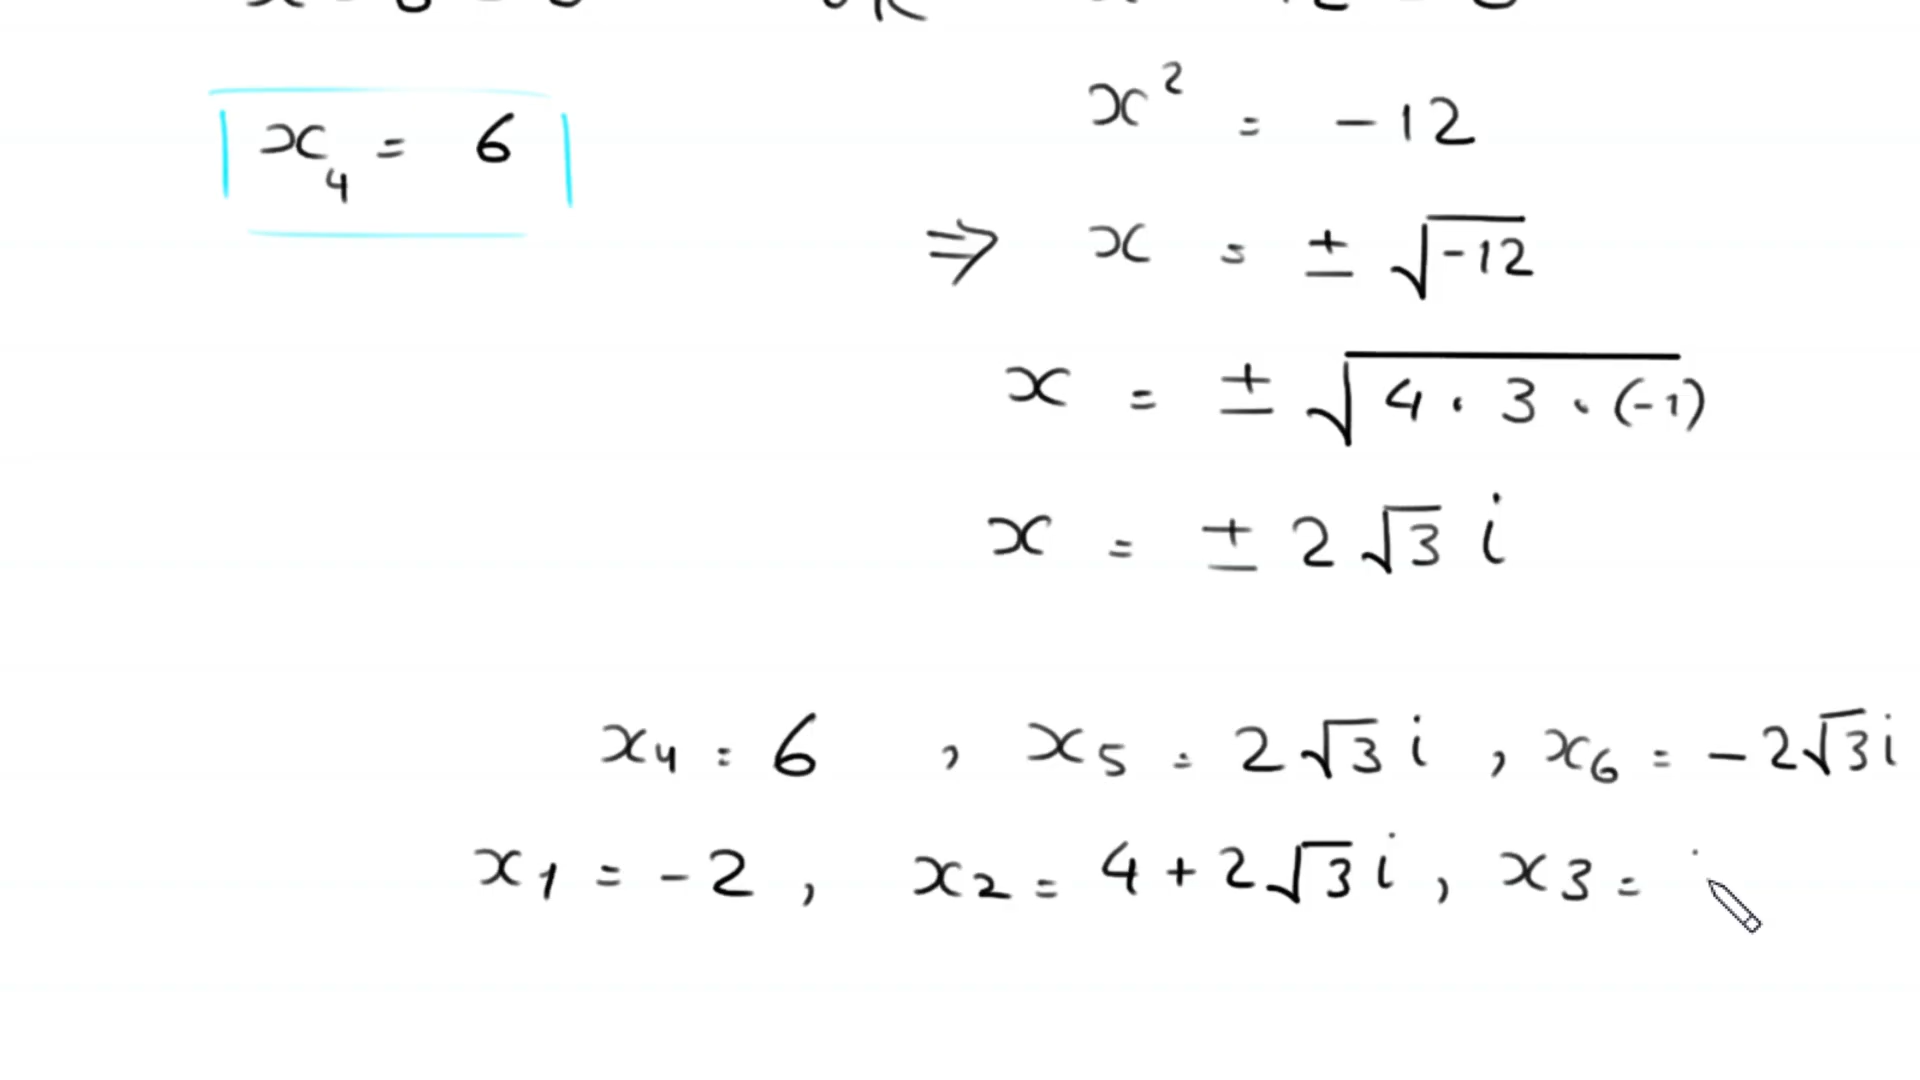 x₄ = 6
x² = -12
⇒ x = ± √-12
x = ± √4 · 3 · (-1)
x = ± 2 √3 i
x₄ = 6 , x₅ = 2 √3 i , x₆ = - 2√3 i
x₁ = - 2 , x₂ = 4 + 2 √3 i , x₃ =